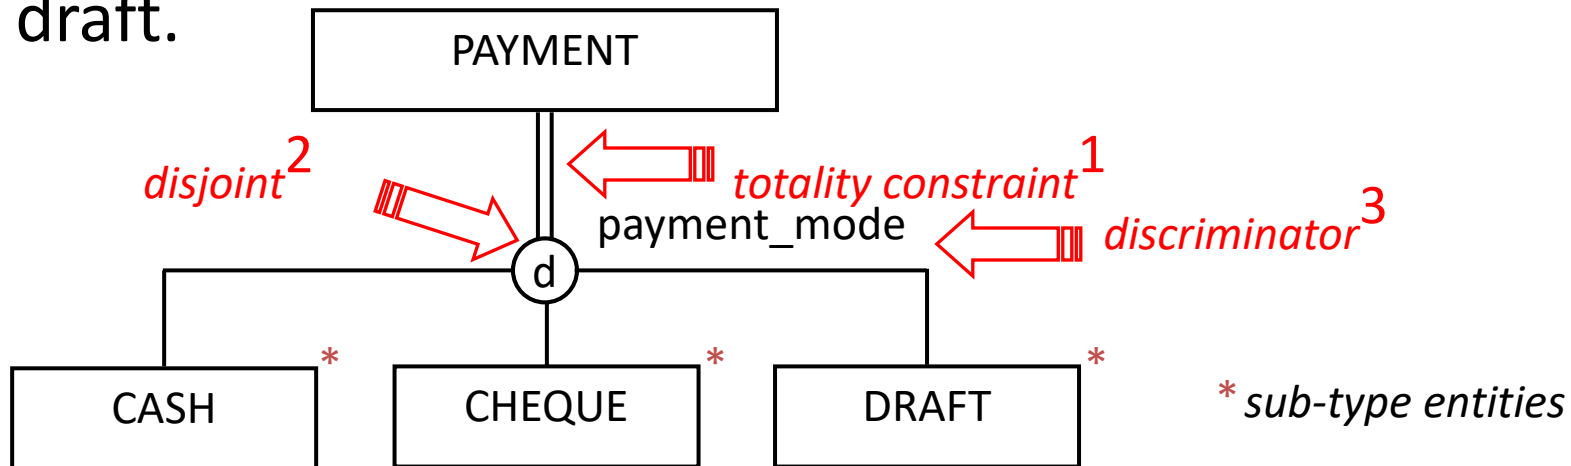 draft.
PAYMENT
disjoint2
totality constraint1
payment_mode
discriminator3
d
CASH *
CHEQUE *
DRAFT *
* sub-type entities